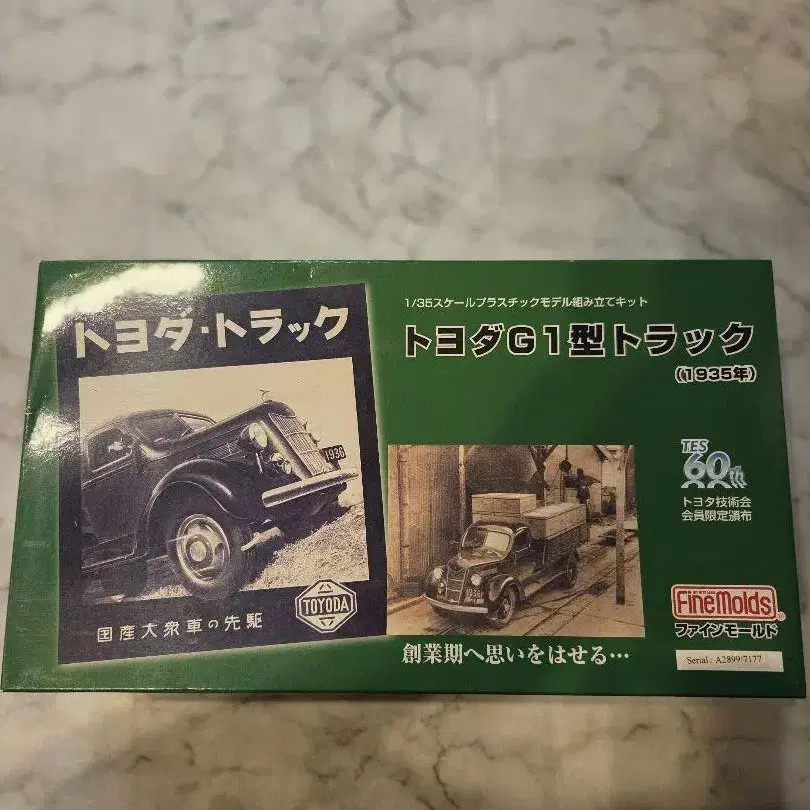 トヨダ・トラック
1936
TOYODA
国産大衆車の先駆
1/35スケールプラスチックモデル組み立てキット
トヨダG1型トラック
(1935年)
1936
TES
60th
トヨタ技術会
会員限定頒布
FineMolds
ファインモールド
Serial : A2899/7177
創業期へ思いをはせる…